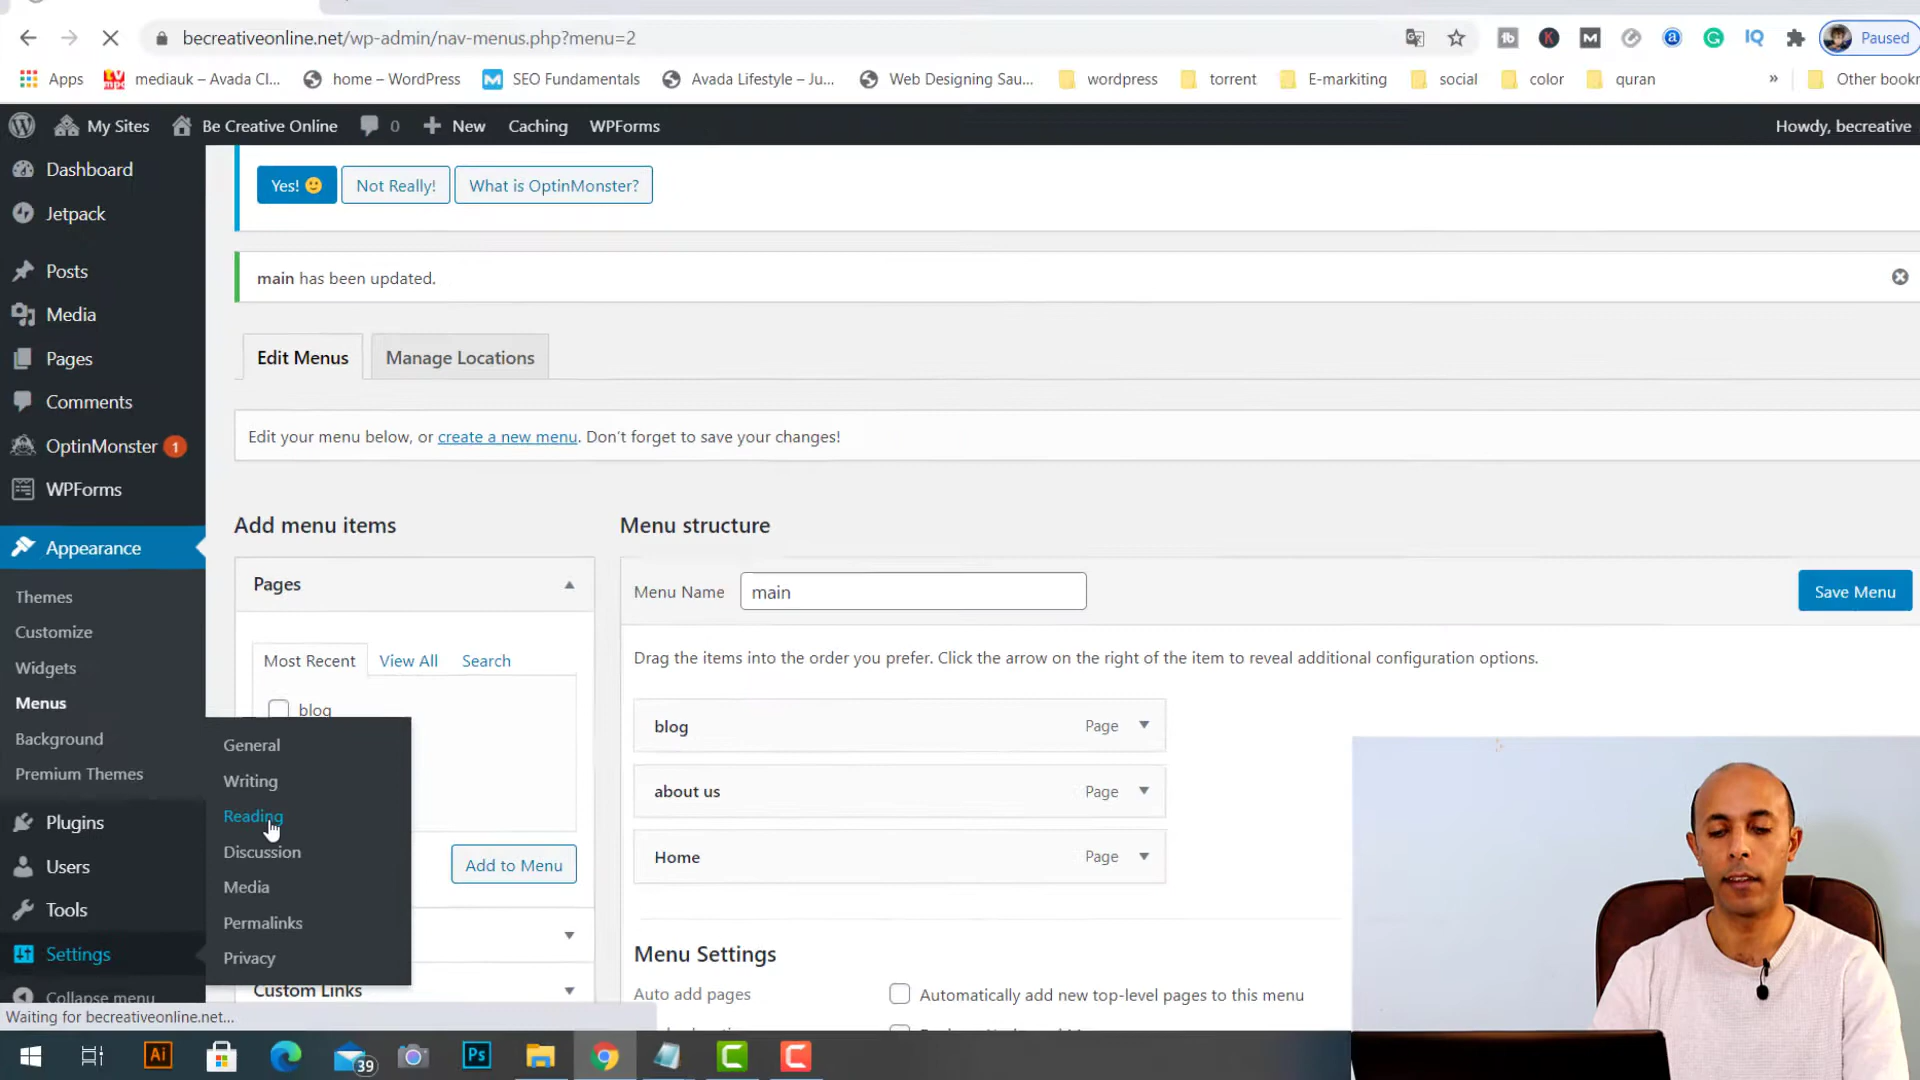 becreativeonline.net/wp-admin/nav-menus.php?menu=2
Paused
Apps
mediauk – Avada Cl...
home – WordPress
SEO Fundamentals
Avada Lifestyle – Ju...
Web Designing Sau...
wordpress
torrent
E-markiting
social
color
quran
»
Other bookr
My Sites
Be Creative Online
0
New
Caching
WPForms
Howdy, becreative
Dashboard
Jetpack
Posts
Media
Pages
Comments
OptinMonster 1
WPForms
Appearance
Themes
Customize
Widgets
Menus
Background
Premium Themes
Plugins
Users
Tools
Settings
Collapse menu
General
Writing
Reading
Discussion
Media
Permalinks
Privacy
Yes! 🙂
Not Really!
What is OptinMonster?
main has been updated.
Edit Menus
Manage Locations
Edit your menu below, or create a new menu. Don't forget to save your changes!
Add menu items
Pages
Most Recent
View All
Search
blog
Add to Menu
Custom Links
Menu structure
Menu Name
main
Save Menu
Drag the items into the order you prefer. Click the arrow on the right of the item to reveal additional configuration options.
blog
Page
about us
Page
Home
Page
Menu Settings
Auto add pages
Automatically add new top-level pages to this menu
Waiting for becreativeonline.net...
Ai
39
Ps